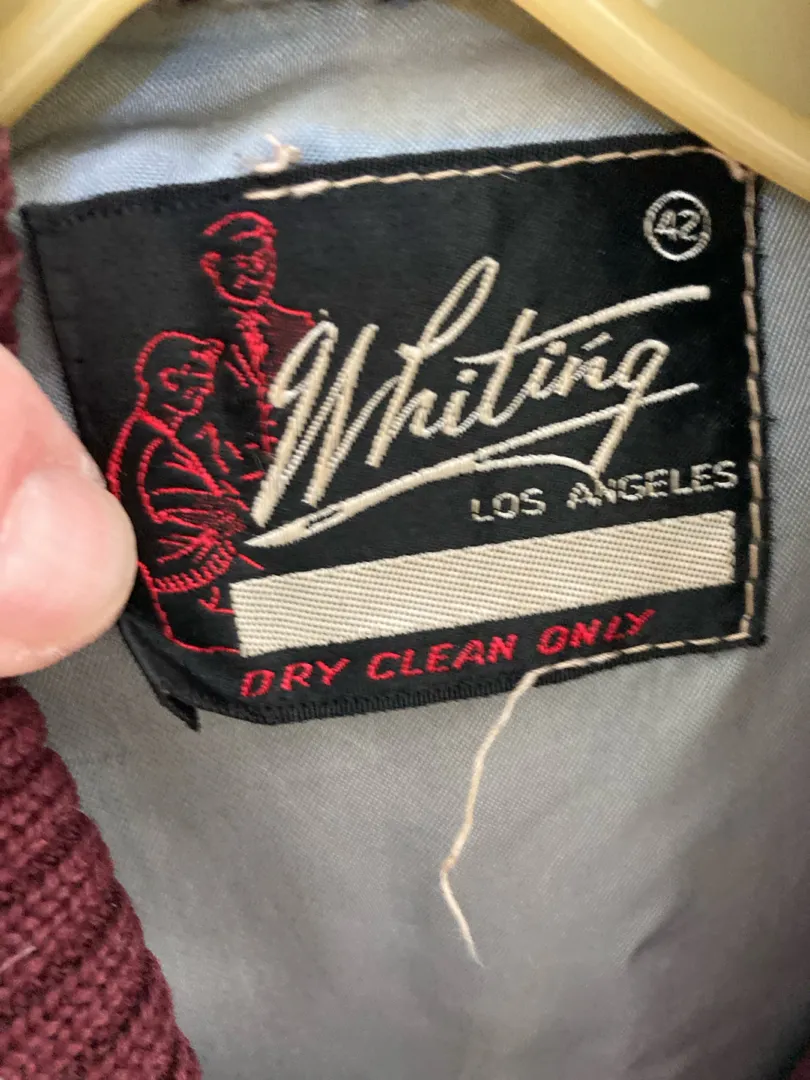 42
Whiting
LOS ANGELES
DRY CLEAN ONLY